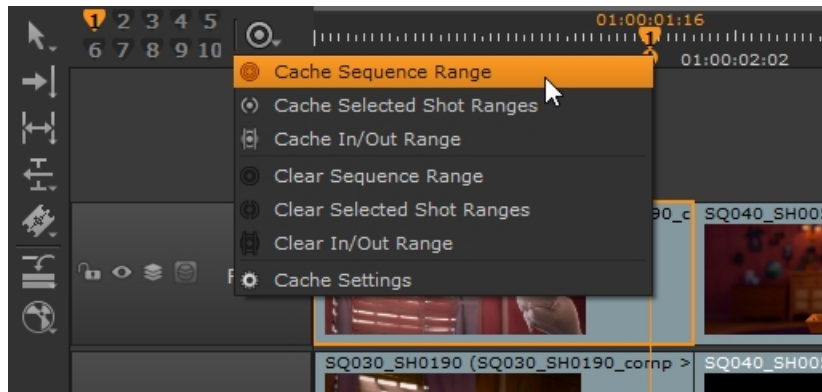 1 2 3 4 5
6 7 8 9 10
01:00:01:16
1
01:00:02:02
Cache Sequence Range
Cache Selected Shot Ranges
Cache In/Out Range
Clear Sequence Range
Clear Selected Shot Ranges
Clear In/Out Range
Cache Settings
90_c
SQ040_SH00
SQ030_SH0190 (SQ030_SH0190_comp >
SQ040_SH00